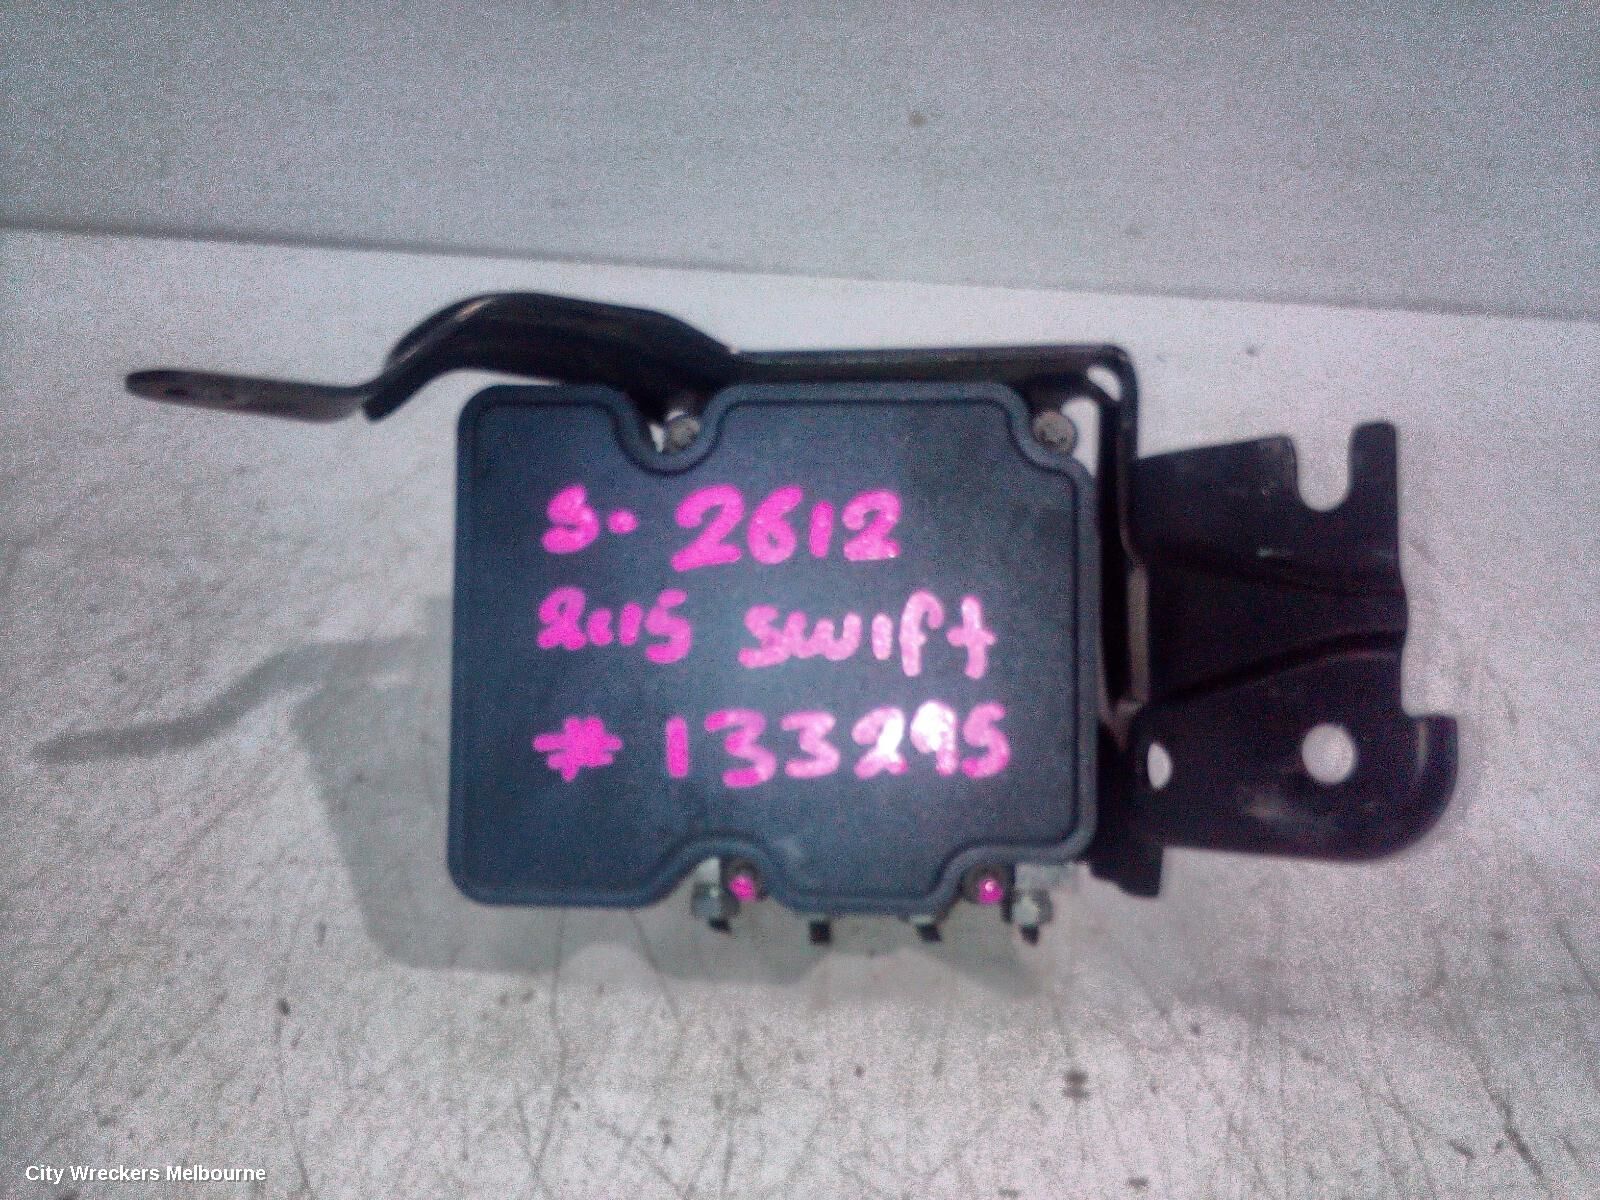 S-2612
2015 swift
* 133295
City Wreckers Melbourne